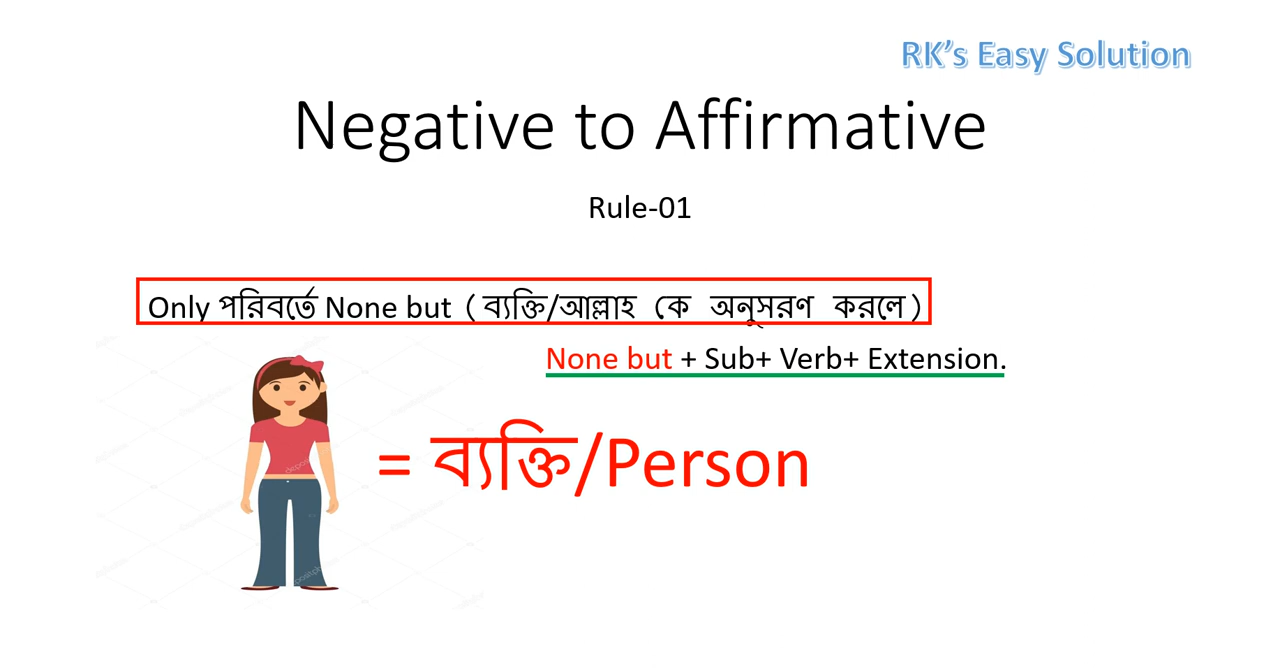 RK's Easy Solution
Negative to Affirmative
Rule-01
Only পরিবর্তে None but ( ব্যক্তি/আল্লাহ কে অনুসরণ করলে )
None but + Sub+ Verb+ Extension.
= ব্যক্তি/Person